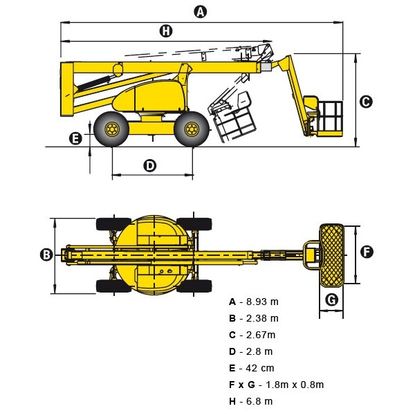 A
H
C
E
D
B
F
G
A - 8.93 m
B - 2.38 m
C - 2.67m
D - 2.8 m
E - 42 cm
F x G - 1.8m x 0.8m
H - 6.8 m